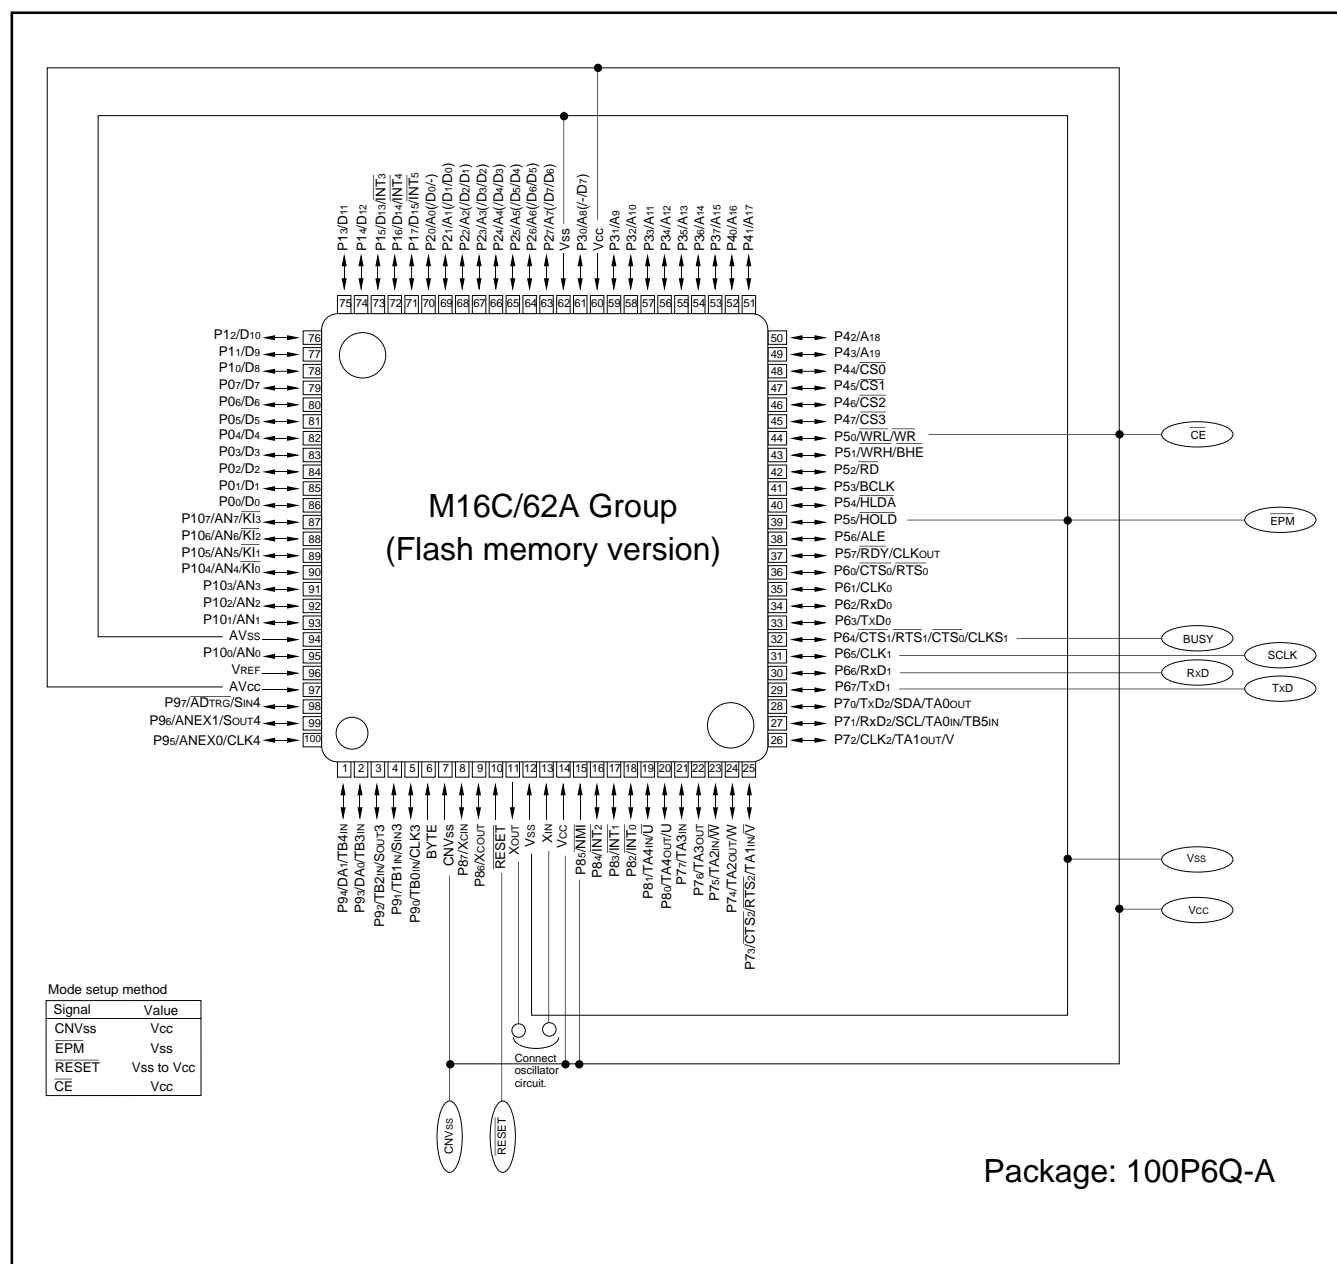 P13/D11
P14/D12
P15/D13/INT3
P16/D14/INT4
P17/D15/INT5
P20/A0(/D0/-)
P21/A1(/D1/D0)
P22/A2(/D2/D1)
P23/A3(/D3/D2)
P24/A4(/D4/D3)
P25/A5(/D5/D4)
P26/A6(/D6/D5)
P27/A7(/D7/D6)
Vss
P30/A8(/-/D7)
Vcc
P31/A9
P32/A10
P33/A11
P34/A12
P35/A13
P36/A14
P37/A15
P40/A16
P41/A17
75 74 73 72 71 70 69 68 67 66 65 64 63 62 61 60 59 58 57 56 55 54 53 52 51
P12/D10 76
P11/D9 77
P10/D8 78
P07/D7 79
P06/D6 80
P05/D5 81
P04/D4 82
P03/D3 83
P02/D2 84
P01/D1 85
P00/D0 86
P107/AN7/KI3 87
P106/AN6/KI2 88
P105/AN5/KI1 89
P104/AN4/KI0 90
P103/AN3 91
P102/AN2 92
P101/AN1 93
AVss 94
P100/AN0 95
VREF 96
AVcc 97
P97/ADTRG/SIN4 98
P96/ANEX1/SOUT4 99
P95/ANEX0/CLK4 100
M16C/62A Group
(Flash memory version)
50 P42/A18
49 P43/A19
48 P44/CS0
47 P45/CS1
46 P46/CS2
45 P47/CS3
44 P50/WRL/WR
43 P51/WRH/BHE
42 P52/RD
41 P53/BCLK
40 P54/HLDA
39 P55/HOLD
38 P56/ALE
37 P57/RDY/CLKOUT
36 P60/CTS0/RTS0
35 P61/CLK0
34 P62/RxD0
33 P63/TxD0
32 P64/CTS1/RTS1/CTS0/CLKS1
31 P65/CLK1
30 P66/RxD1
29 P67/TxD1
28 P70/TxD2/SDA/TA0OUT
27 P71/RxD2/SCL/TA0IN/TB5IN
26 P72/CLK2/TA1OUT/V
CE
EPM
BUSY
SCLK
RxD
TxD
Vss
Vcc
1 2 3 4 5 6 7 8 9 10 11 12 13 14 15 16 17 18 19 20 21 22 23 24 25
P94/DA1/TB4IN
P93/DA0/TB3IN
P92/TB2IN/SOUT3
P91/TB1IN/SIN3
P90/TB0IN/CLK3
BYTE
CNVss
P87/XCIN
P86/XCOUT
RESET
XOUT
Vss
XIN
Vcc
P85/NMI
P84/INT2
P83/INT1
P82/INT0
P81/TA4IN/U
P80/TA4OUT/U
P77/TA3IN
P76/TA3OUT
P75/TA2IN/W
P74/TA2OUT/W
P73/CTS2/RTS2/TA1IN/V
Connect
oscillator
circuit.
CNVss
RESET
Mode setup method
Signal Value
CNVss Vcc
EPM Vss
RESET Vss to Vcc
CE Vcc
Package: 100P6Q-A